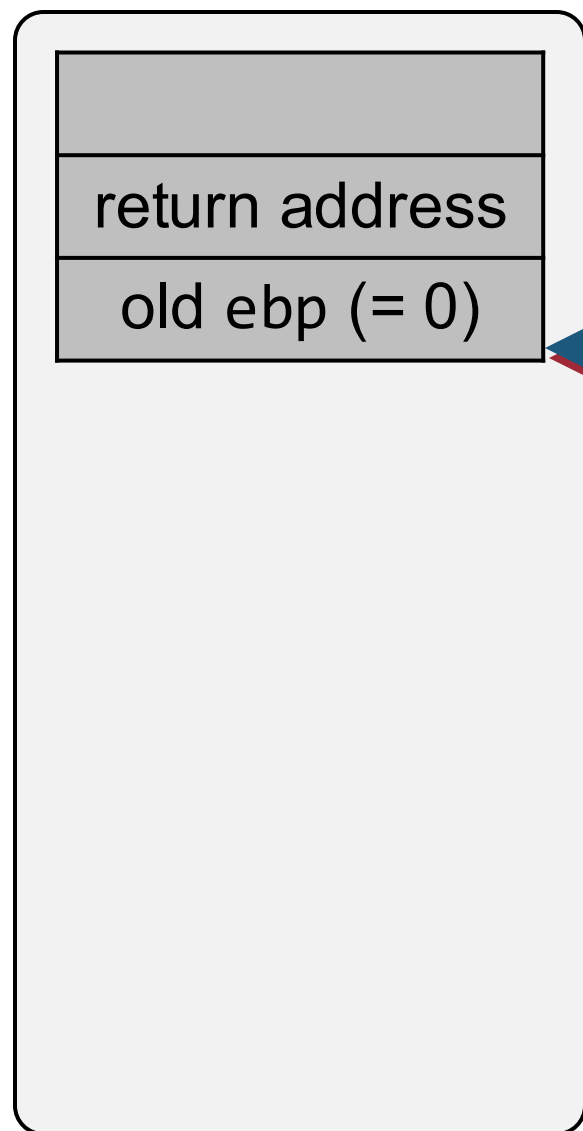 return address
old ebp (= 0)